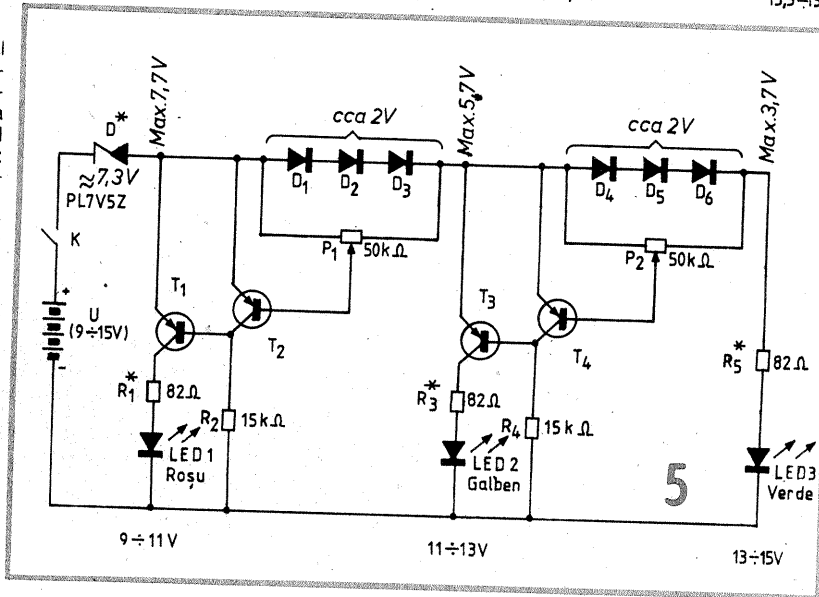 Max.7,7V
Max.5,7V
Max.3,7V
cca 2V
cca 2V
D*
≈7,3V
PL7V5Z
D1
D2
D3
D4
D5
D6
K
P1
50kΩ
P2
50kΩ
+
U
(9÷15V)
-
T1
T2
T3
T4
R1*
82Ω
R2
15kΩ
R3*
82Ω
R4
15kΩ
R5*
82Ω
LED1
Roșu
LED2
Galben
LED3
Verde
5
9÷11V
11÷13V
13÷15V